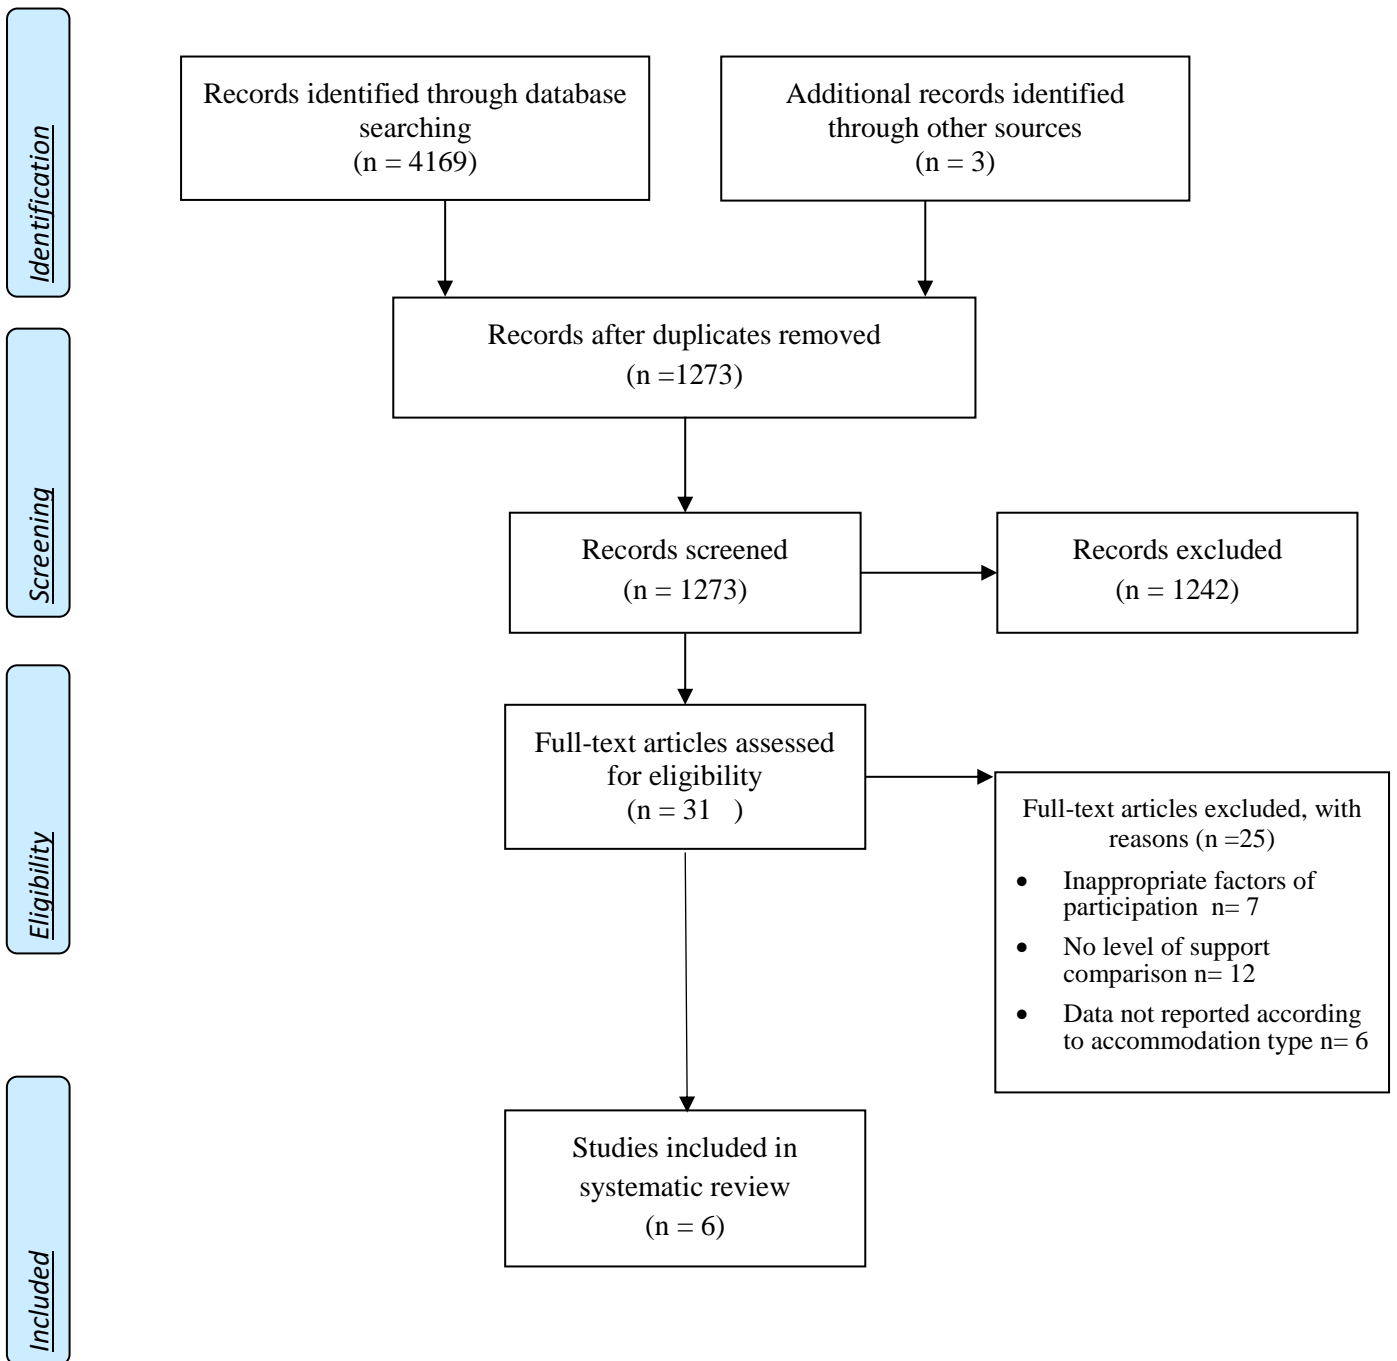 Identification
Records identified through database
searching
(n = 4169)
Additional records identified
through other sources
(n = 3)
Records after duplicates removed
(n =1273)
Screening
Records screened
(n = 1273)
Records excluded
(n = 1242)
Eligibility
Full-text articles assessed
for eligibility
(n = 31   )
Full-text articles excluded, with
reasons (n =25)
• Inappropriate factors of
participation  n= 7
• No level of support
comparison n= 12
• Data not reported according
to accommodation type n= 6
Included
Studies included in
systematic review
(n = 6)